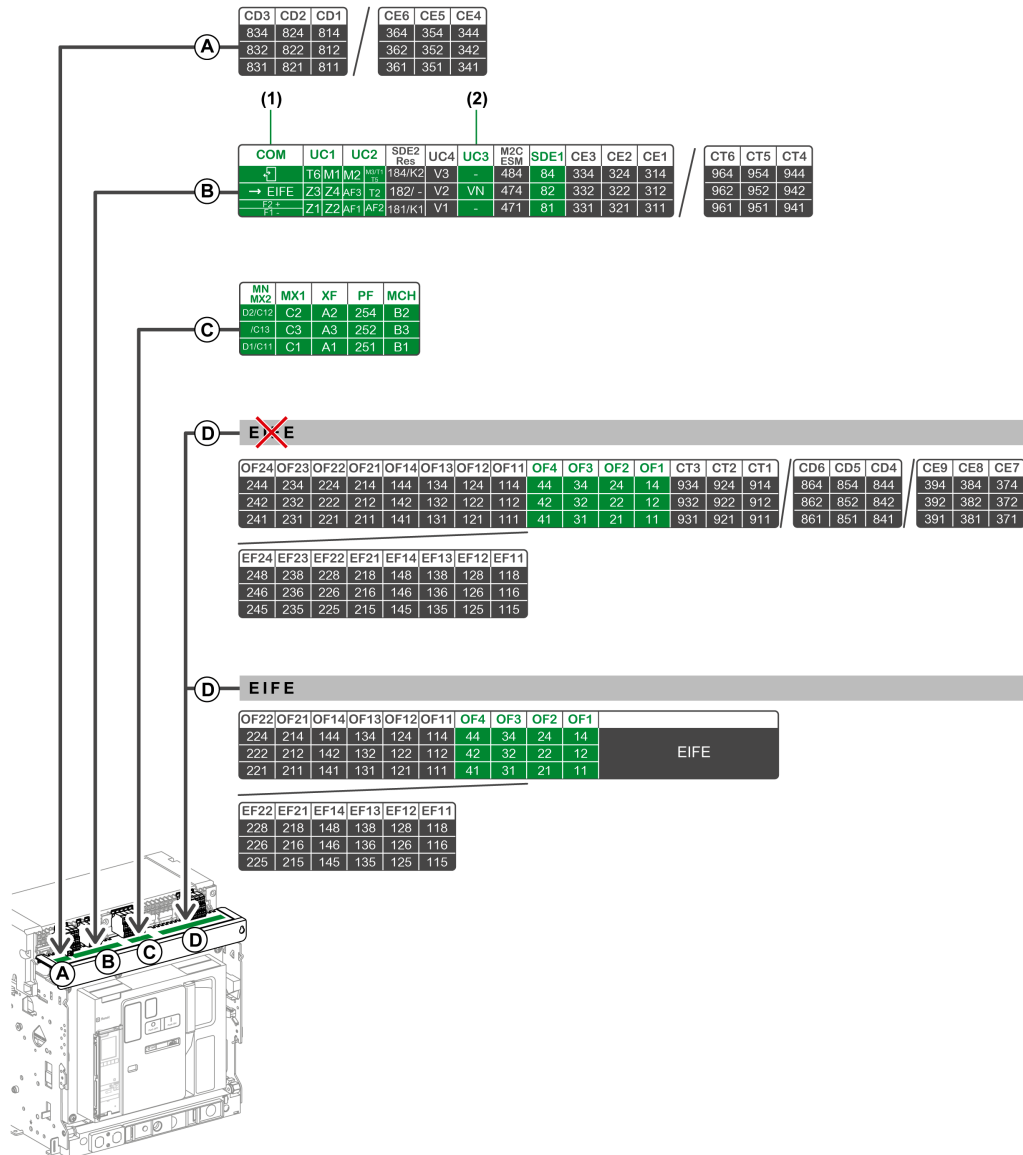 CD3 CD2 CD1 CE6 CE5 CE4
834 824 814 364 354 344
A 832 822 812 362 352 342
831 821 811 361 351 341
(1) (2)
COM UC1 UC2 SDE2 Res UC4 UC3 M2C ESM SDE1 CE3 CE2 CE1 CT6 CT5 CT4
T6 M1 M2 M3/T1 T5 184/K2 V3 - 484 84 334 324 314 964 954 944
B → EIFE Z3 Z4 AF3 T2 182/ - V2 VN 474 82 332 322 312 962 952 942
F2 + F1 - Z1 Z2 AF1 AF2 181/K1 V1 - 471 81 331 321 311 961 951 941
MN MX2 MX1 XF PF MCH
D2/C12 C2 A2 254 B2
C /C13 C3 A3 252 B3
D1/C11 C1 A1 251 B1
D EIFE
OF24 OF23 OF22 OF21 OF14 OF13 OF12 OF11 OF4 OF3 OF2 OF1 CT3 CT2 CT1 CD6 CD5 CD4 CE9 CE8 CE7
244 234 224 214 144 134 124 114 44 34 24 14 934 924 914 864 854 844 394 384 374
242 232 222 212 142 132 122 112 42 32 22 12 932 922 912 862 852 842 392 382 372
241 231 221 211 141 131 121 111 41 31 21 11 931 921 911 861 851 841 391 381 371
EF24 EF23 EF22 EF21 EF14 EF13 EF12 EF11
248 238 228 218 148 138 128 118
246 236 226 216 146 136 126 116
245 235 225 215 145 135 125 115
D EIFE
OF22 OF21 OF14 OF13 OF12 OF11 OF4 OF3 OF2 OF1
224 214 144 134 124 114 44 34 24 14
222 212 142 132 122 112 42 32 22 12 EIFE
221 211 141 131 121 111 41 31 21 11
EF22 EF21 EF14 EF13 EF12 EF11
228 218 148 138 128 118
226 216 146 136 126 116
225 215 145 135 125 115
A B C D